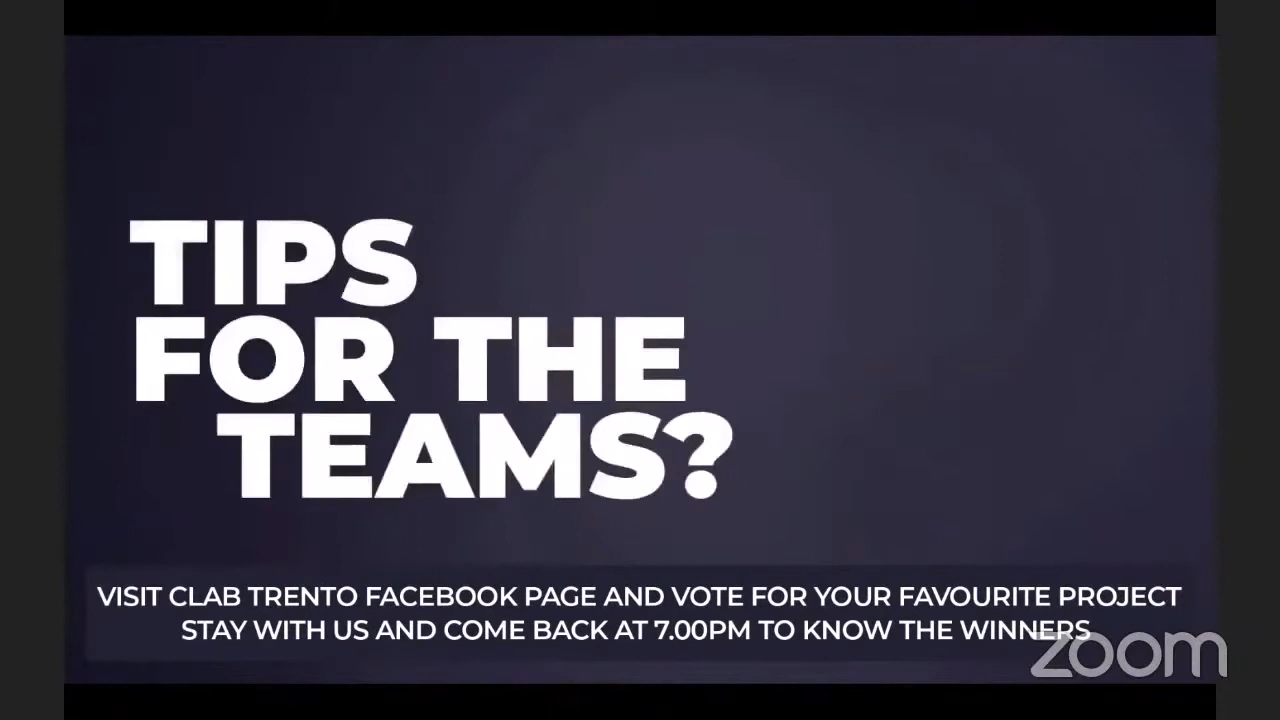 TIPS
FOR THE
TEAMS?
VISIT CLAB TRENTO FACEBOOK PAGE AND VOTE FOR YOUR FAVOURITE PROJECT
STAY WITH US AND COME BACK AT 7.00PM TO KNOW THE WINNERS
zoom